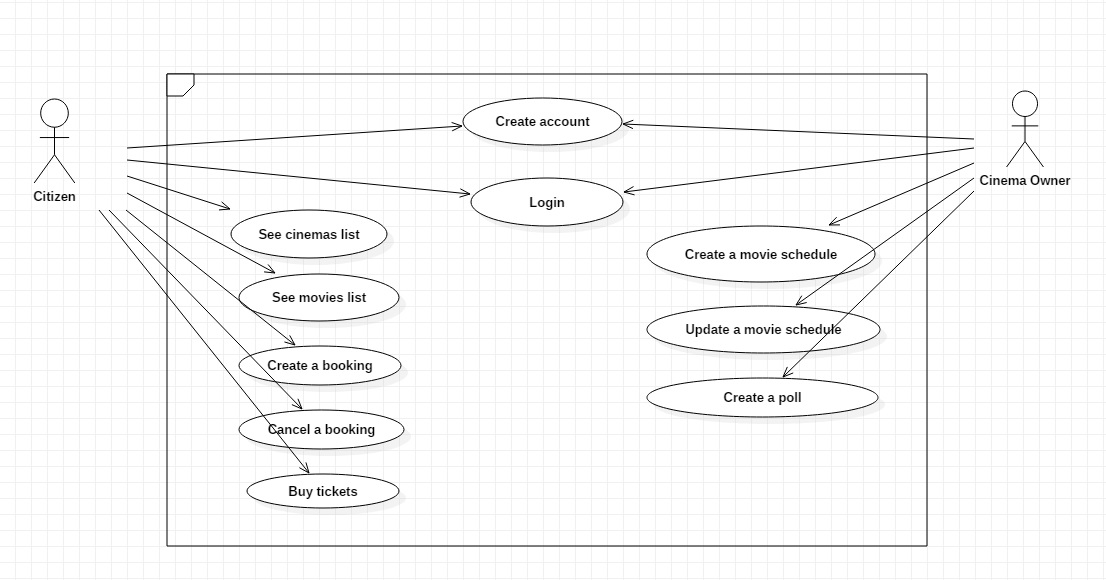 Create account
Citizen
Cinema Owner
Login
See cinemas list
Create a movie schedule
See movies list
Update a movie schedule
Create a booking
Create a poll
Cancel a booking
Buy tickets